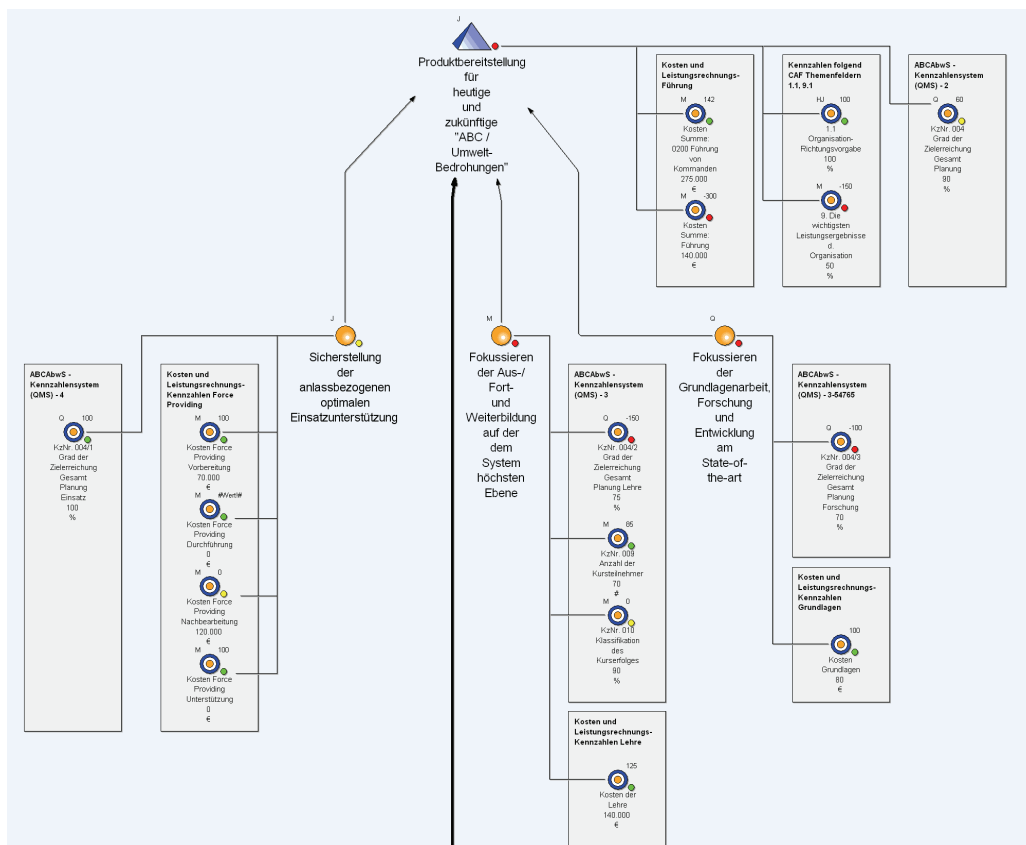 J
Produktbereitstellung
für
heutige
und
zukünftige
"ABC /
Umwelt-
Bedrohungen"
Kosten und
Leistungsrechnungs-
Führung
M 142
Kosten
Summe:
0200 Führung
von
Kommanden
275.000
€
M -300
Kosten
Summe:
Führung
140.000
€
Kennzahlen folgend
CAF Themenfeldern
1.1, 9.1
HJ 100
1.1
Organisation-
Richtungsvorgabe
100
%
M -150
9. Die
wichtigsten
Leistungsergebnisse
d.
Organisation
50
%
ABCAbwS -
Kennzahlensystem
(QMS) - 2
Q 60
KzNr. 004
Grad der
Zielerreichung
Gesamt
Planung
90
%
J
Sicherstellung
der
anlassbezogenen
optimalen
Einsatzunterstützung
M
Fokussieren
der Aus-/
Fort-
und
Weiterbildung
auf der
dem
System
höchsten
Ebene
Q
Fokussieren
der
Grundlagenarbeit,
Forschung
und
Entwicklung
am
State-of-
the-art
ABCAbwS -
Kennzahlensystem
(QMS) - 4
Q 100
KzNr. 004/1
Grad der
Zielerreichung
Gesamt
Planung
Einsatz
100
%
Kosten und
Leistungsrechnungs-
Kennzahlen Force
Providing
M 100
Kosten Force
Providing
Vorbereitung
70.000
€
M #Wert!#
Kosten Force
Providing
Durchführung
0
€
M 0
Kosten Force
Providing
Nachbearbeitung
120.000
€
M 100
Kosten Force
Providing
Unterstützung
0
€
ABCAbwS -
Kennzahlensystem
(QMS) - 3
Q -150
KzNr. 004/2
Grad der
Zielerreichung
Gesamt
Planung Lehre
75
%
M 85
KzNr. 009
Anzahl der
Kursteilnehmer
70
#
M 0
KzNr. 010
Klassifikation
des
Kurserfolges
90
%
Kosten und
Leistungsrechnungs-
Kennzahlen Lehre
125
Kosten der
Lehre
140.000
€
ABCAbwS -
Kennzahlensystem
(QMS) - 3-54765
Q -100
KzNr. 004/3
Grad der
Zielerreichung
Gesamt
Planung
Forschung
70
%
Kosten und
Leistungsrechnungs-
Kennzahlen
Grundlagen
100
Kosten
Grundlagen
80
€